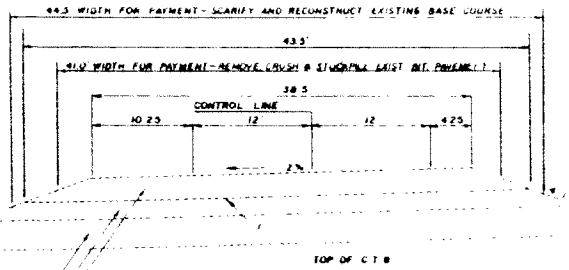 44.5 WIDTH FOR PAYMENT - SCARIFY AND RECONSTRUCT EXISTING BASE COURSE
43.5'
41.0' WIDTH FOR PAYMENT - REMOVE, CRUSH & STOCKPILE EXIST BIT. PAVEMENT
38.5
CONTROL LINE
10.25 12 12 4.25
2%
TOP OF C T B